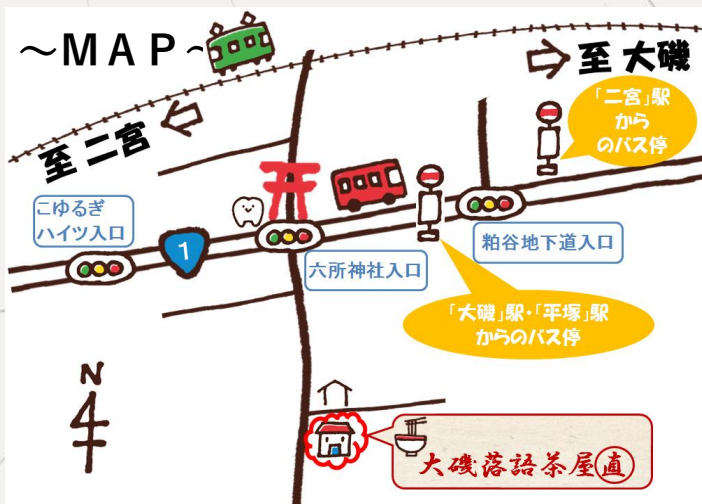 ～MAP～
至 大磯
至 二宮
「二宮」駅
から
のバス停
こゆるぎ
ハイツ入口
1
六所神社入口
粕谷地下道入口
「大磯」駅・「平塚」駅
からのバス停
N
大磯落語茶屋直